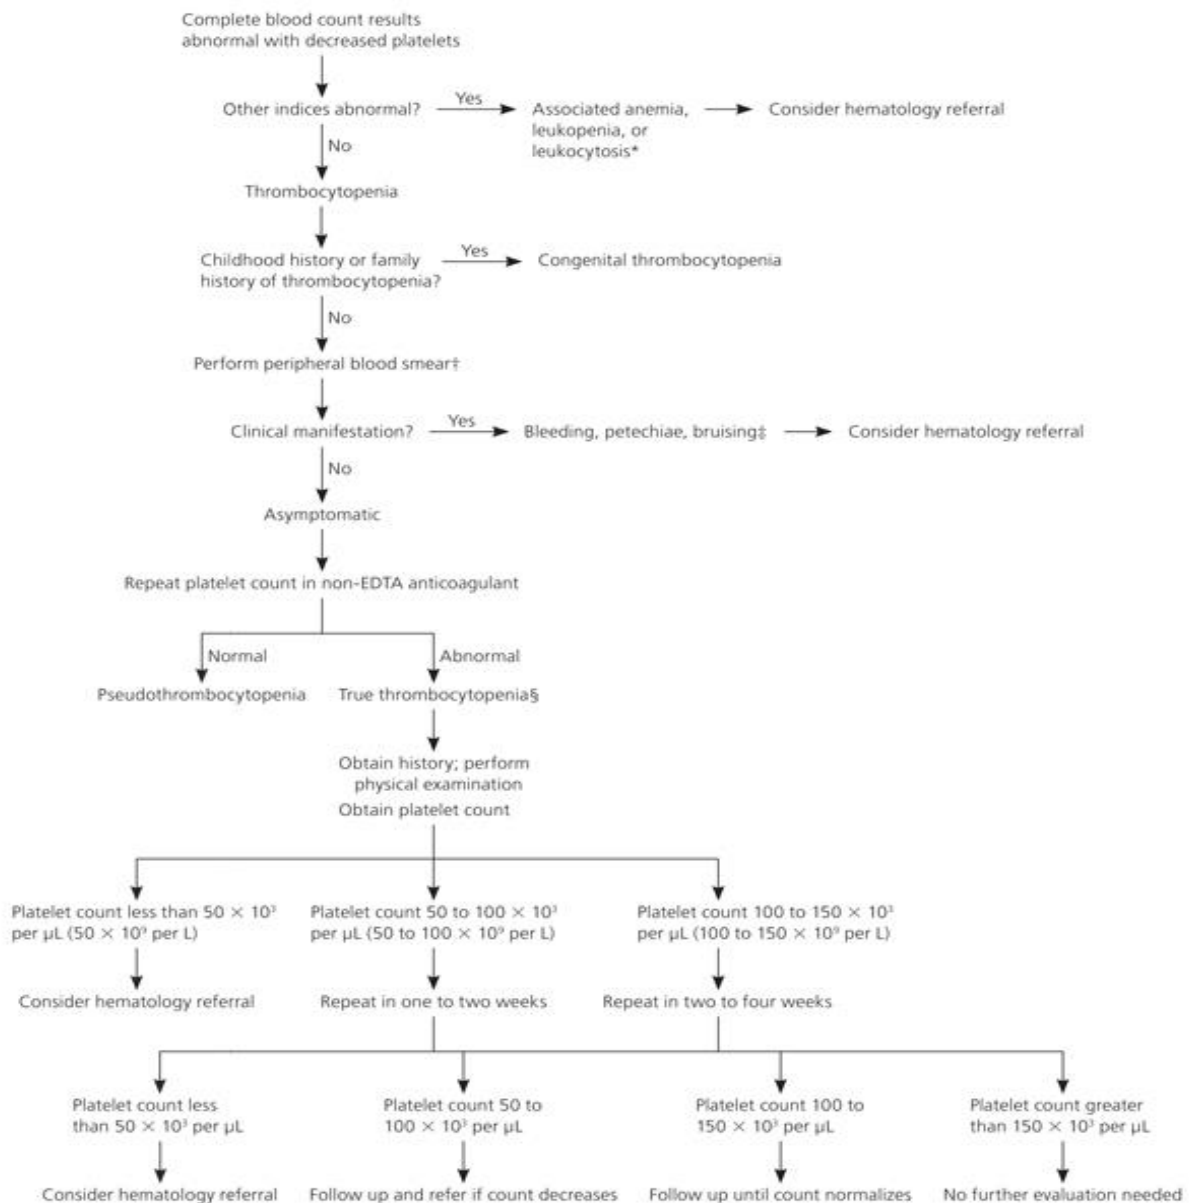 Complete blood count results
abnormal with decreased platelets
Other indices abnormal?
Yes
Associated anemia,
leukopenia, or
leukocytosis*
Consider hematology referral
No
Thrombocytopenia
Childhood history or family
history of thrombocytopenia?
Yes
Congenital thrombocytopenia
No
Perform peripheral blood smear†
Clinical manifestation?
Yes
Bleeding, petechiae, bruising‡
Consider hematology referral
No
Asymptomatic
Repeat platelet count in non-EDTA anticoagulant
Normal
Abnormal
Pseudothrombocytopenia
True thrombocytopenia§
Obtain history; perform
physical examination
Obtain platelet count
Platelet count less than 50 × 10³
per µL (50 × 10⁹ per L)
Platelet count 50 to 100 × 10³
per µL (50 to 100 × 10⁹ per L)
Platelet count 100 to 150 × 10³
per µL (100 to 150 × 10⁹ per L)
Consider hematology referral
Repeat in one to two weeks
Repeat in two to four weeks
Platelet count less
than 50 × 10³ per µL
Platelet count 50 to
100 × 10³ per µL
Platelet count 100 to
150 × 10³ per µL
Platelet count greater
than 150 × 10³ per µL
Consider hematology referral
Follow up and refer if count decreases
Follow up until count normalizes
No further evaluation needed